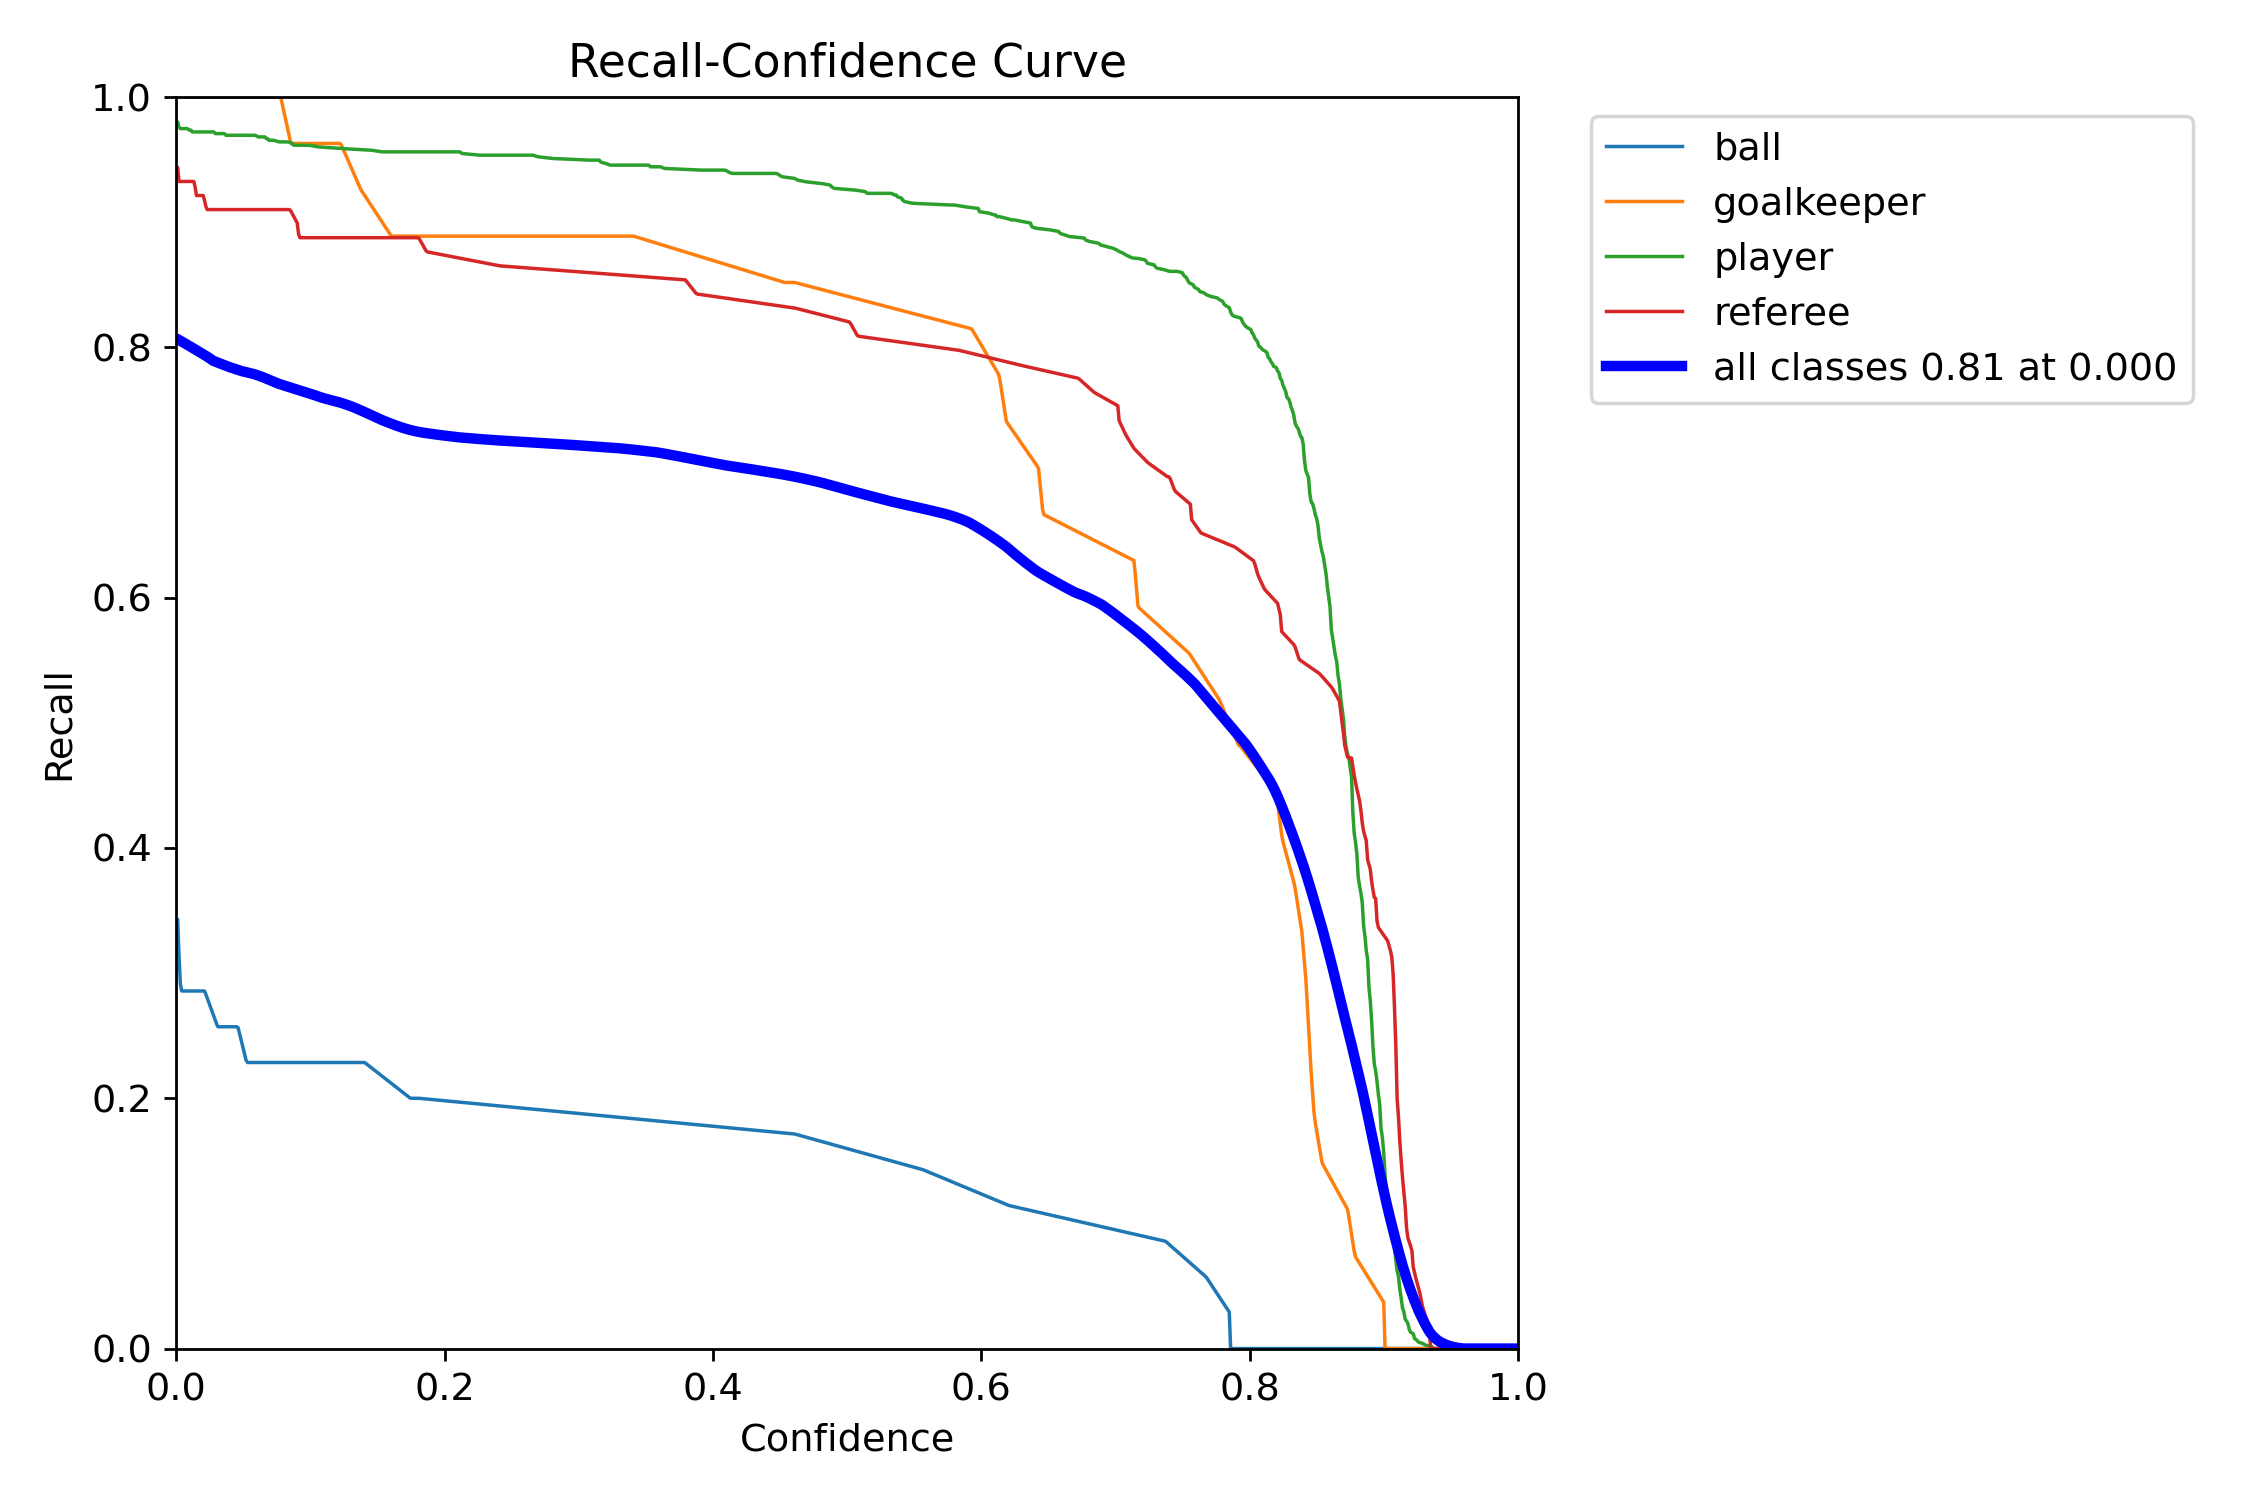 Recall-Confidence Curve
1.0
0.8
0.6
0.4
0.2
0.0
Recall
0.0 0.2 0.4 0.6 0.8 1.0
Confidence
ball
goalkeeper
player
referee
all classes 0.81 at 0.000